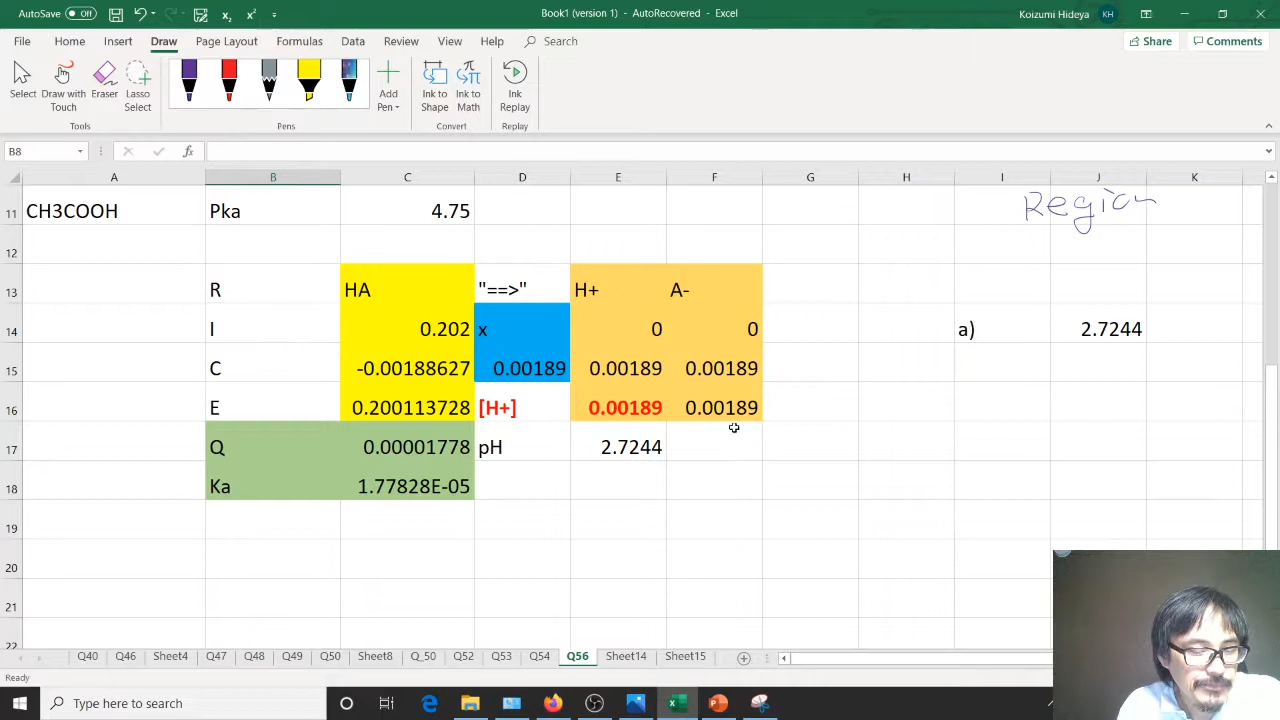 AutoSave Off
Book1 (version 1) - AutoRecovered - Excel
Koizumi Hideya KH
File Home Insert Draw Page Layout Formulas Data Review View Help Search Share Comments
Select Draw with Touch Eraser Lasso Select Add Pen Ink to Shape Ink to Math Ink Replay
Tools Pens Convert Replay
B8 fx
A B C D E F G H I J K
11 CH3COOH Pka 4.75 Region
12
13 R HA "==>" H+ A-
14 I 0.202 x 0 0 a) 2.7244
15 C -0.00188627 0.00189 0.00189 0.00189
16 E 0.200113728 [H+] 0.00189 0.00189
17 Q 0.00001778 pH 2.7244
18 Ka 1.77828E-05
19
20
21
22
Q40 Q46 Sheet4 Q47 Q48 Q49 Q50 Sheet8 Q_50 Q52 Q53 Q54 Q56 Sheet14 Sheet15
Ready
Type here to search